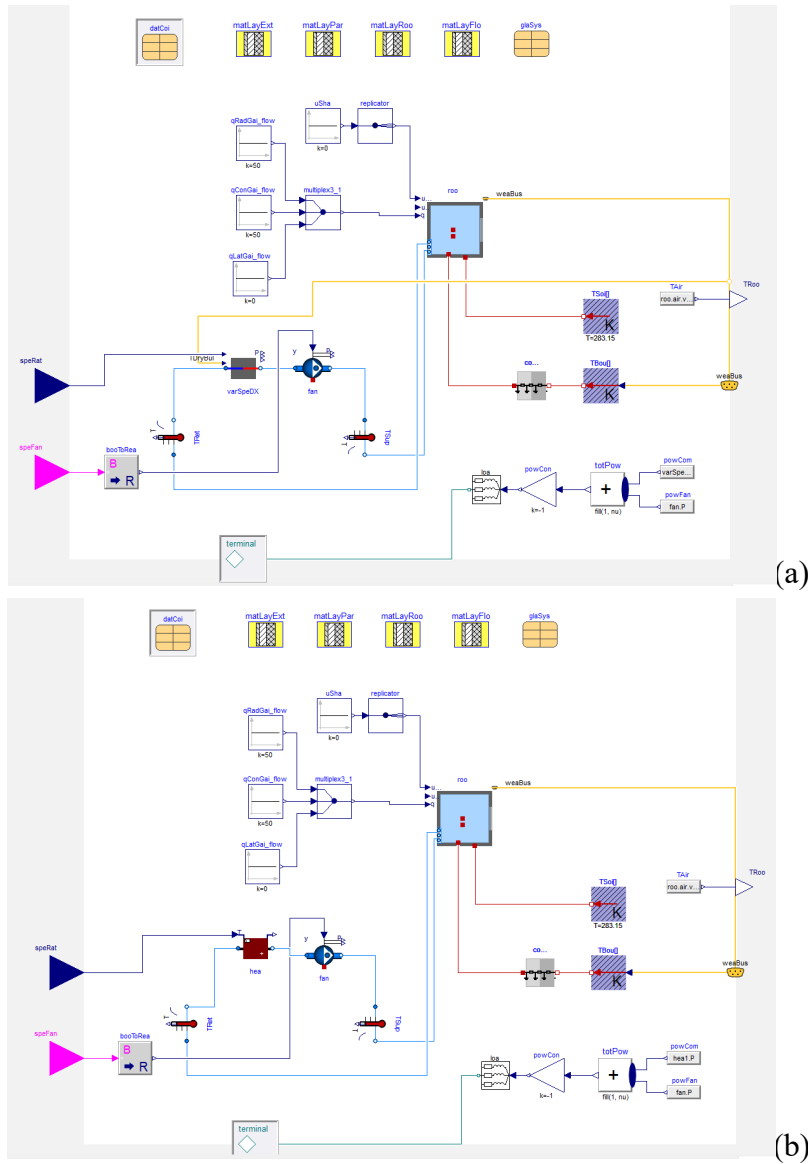 datCoi
matLayExt
matLayPar
matLayRoo
matLayFlo
glaSys
uSha
replicator
qRadGai_flow
k=0
k=50
roo
weaBus
qConGai_flow
multiplex3_1
u...
u...
q
k=50
qLatGai_flow
k=0
TSoi[]
TAir
TRoo
roo.air.v...
K
T=283.15
speRat
TDryBul
P
y
P
varSpeDX
fan
co...
TBou[]
weaBus
K
T
TRet
T
TSup
speFan
booToRea
B
R
loa
powCon
totPow
powCom
varSpe...
+
powFan
k=-1
fill(1, nu)
fan.P
terminal
(a)
datCoi
matLayExt
matLayPar
matLayRoo
matLayFlo
glaSys
uSha
replicator
qRadGai_flow
k=0
k=50
roo
weaBus
qConGai_flow
multiplex3_1
u...
u...
q
k=50
qLatGai_flow
k=0
TSoi[]
TAir
TRoo
roo.air.v...
K
T=283.15
speRat
T
y
P
hea
fan
co...
TBou[]
weaBus
K
T
TRet
T
TSup
speFan
booToRea
B
R
loa
powCon
totPow
powCom
hea1.P
+
powFan
k=-1
fill(1, nu)
fan.P
terminal
(b)